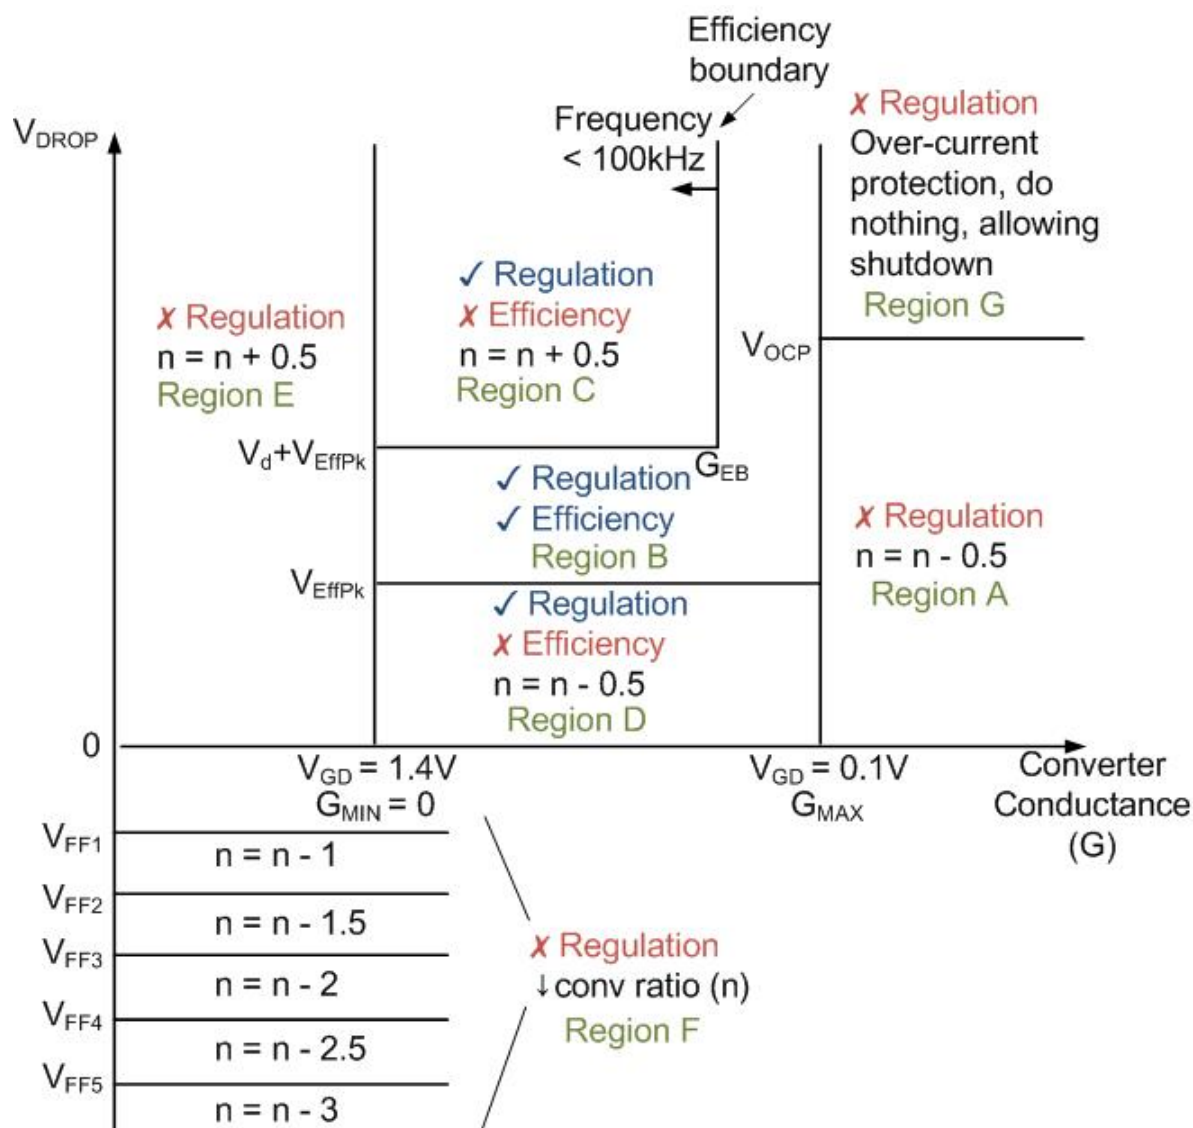 Efficiency
boundary
Frequency
< 100kHz
V_DROP
✗ Regulation
Over-current
protection, do
nothing, allowing
shutdown
Region G
✓ Regulation
✗ Efficiency
n = n + 0.5
Region C
✗ Regulation
n = n + 0.5
Region E
V_OCP
V_d+V_EffPk
G_EB
✓ Regulation
✓ Efficiency
Region B
✗ Regulation
n = n - 0.5
Region A
V_EffPk
✓ Regulation
✗ Efficiency
n = n - 0.5
Region D
0
V_GD = 1.4V
G_MIN = 0
V_GD = 0.1V
G_MAX
Converter
Conductance
(G)
V_FF1
n = n - 1
V_FF2
n = n - 1.5
V_FF3
n = n - 2
V_FF4
n = n - 2.5
V_FF5
n = n - 3
✗ Regulation
↓conv ratio (n)
Region F